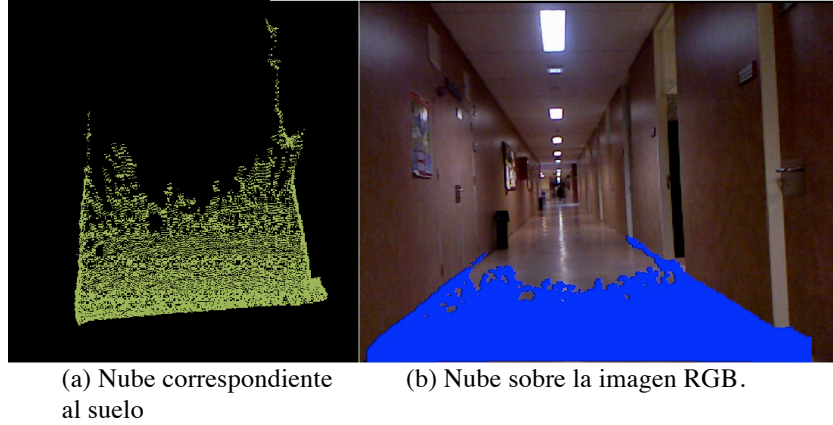 (a) Nube correspondiente
al suelo
(b) Nube sobre la imagen RGB.